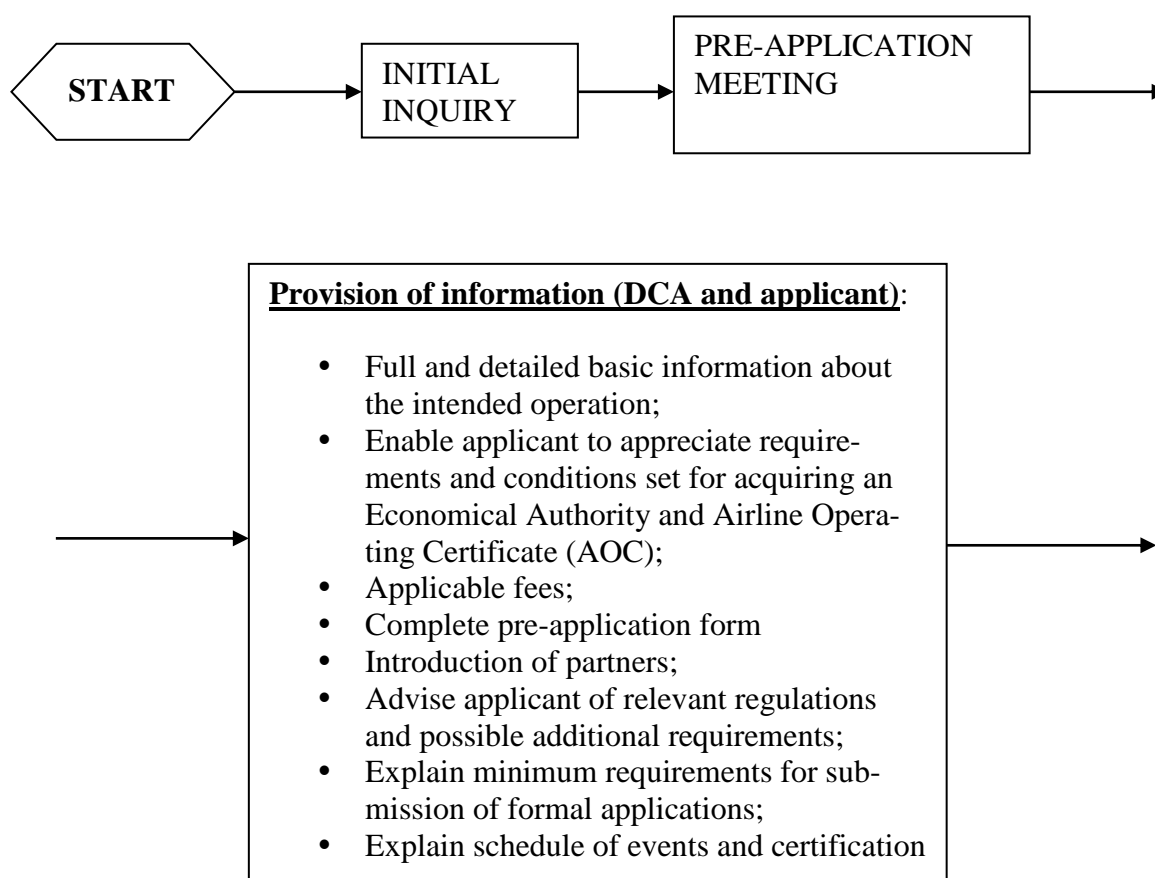 START
INITIAL
INQUIRY
PRE-APPLICATION
MEETING
Provision of information (DCA and applicant):
• Full and detailed basic information about
the intended operation;
• Enable applicant to appreciate require-
ments and conditions set for acquiring an
Economical Authority and Airline Opera-
ting Certificate (AOC);
• Applicable fees;
• Complete pre-application form
• Introduction of partners;
• Advise applicant of relevant regulations
and possible additional requirements;
• Explain minimum requirements for sub-
mission of formal applications;
• Explain schedule of events and certification